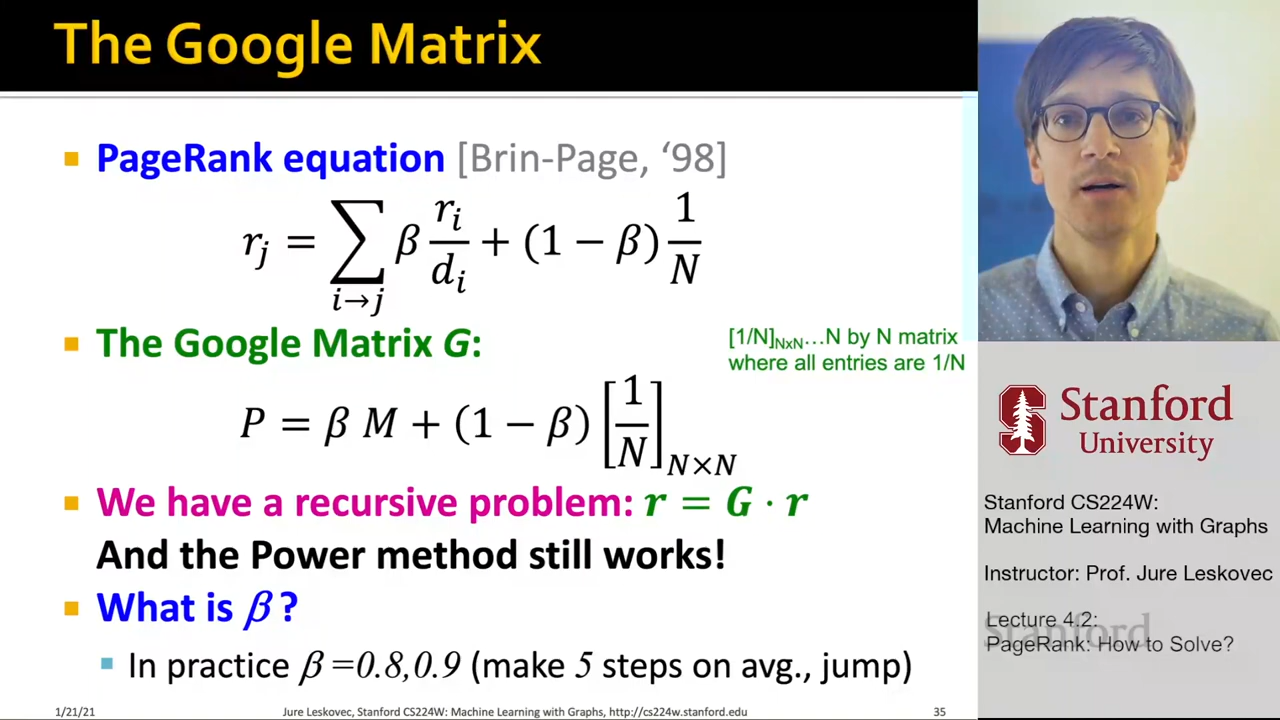 The Google Matrix
PageRank equation [Brin-Page, ‘98]
r_j = ∑_{i→j} β r_i/d_i + (1 − β) 1/N
The Google Matrix G:
[1/N]_{NxN}…N by N matrix
where all entries are 1/N
P = β M + (1 − β) [1/N]_{N×N}
We have a recursive problem: r = G · r
And the Power method still works!
What is β ?
In practice β =0.8,0.9 (make 5 steps on avg., jump)
1/21/21
Jure Leskovec, Stanford CS224W: Machine Learning with Graphs, http://cs224w.stanford.edu
35
Stanford
University
Stanford CS224W:
Machine Learning with Graphs
Instructor: Prof. Jure Leskovec
Lecture 4.2:
PageRank: How to Solve?
Stanford